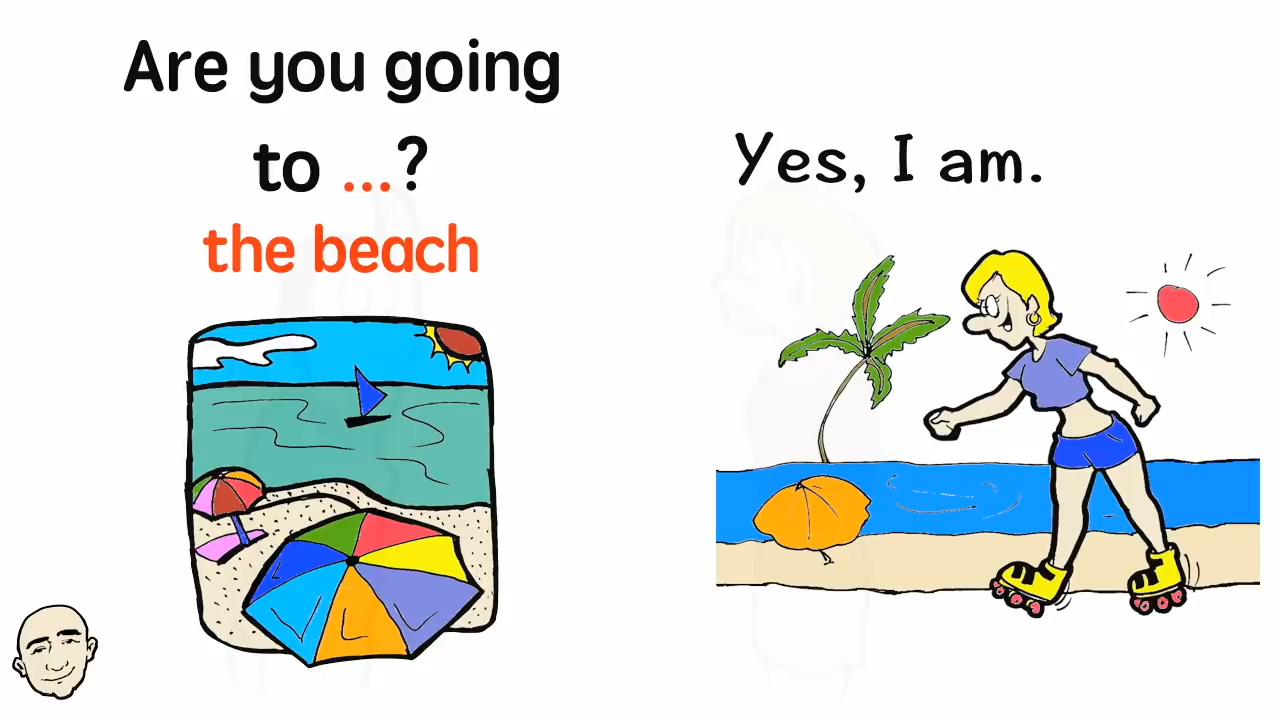 Are you going
to ...?
the beach
Yes, I am.